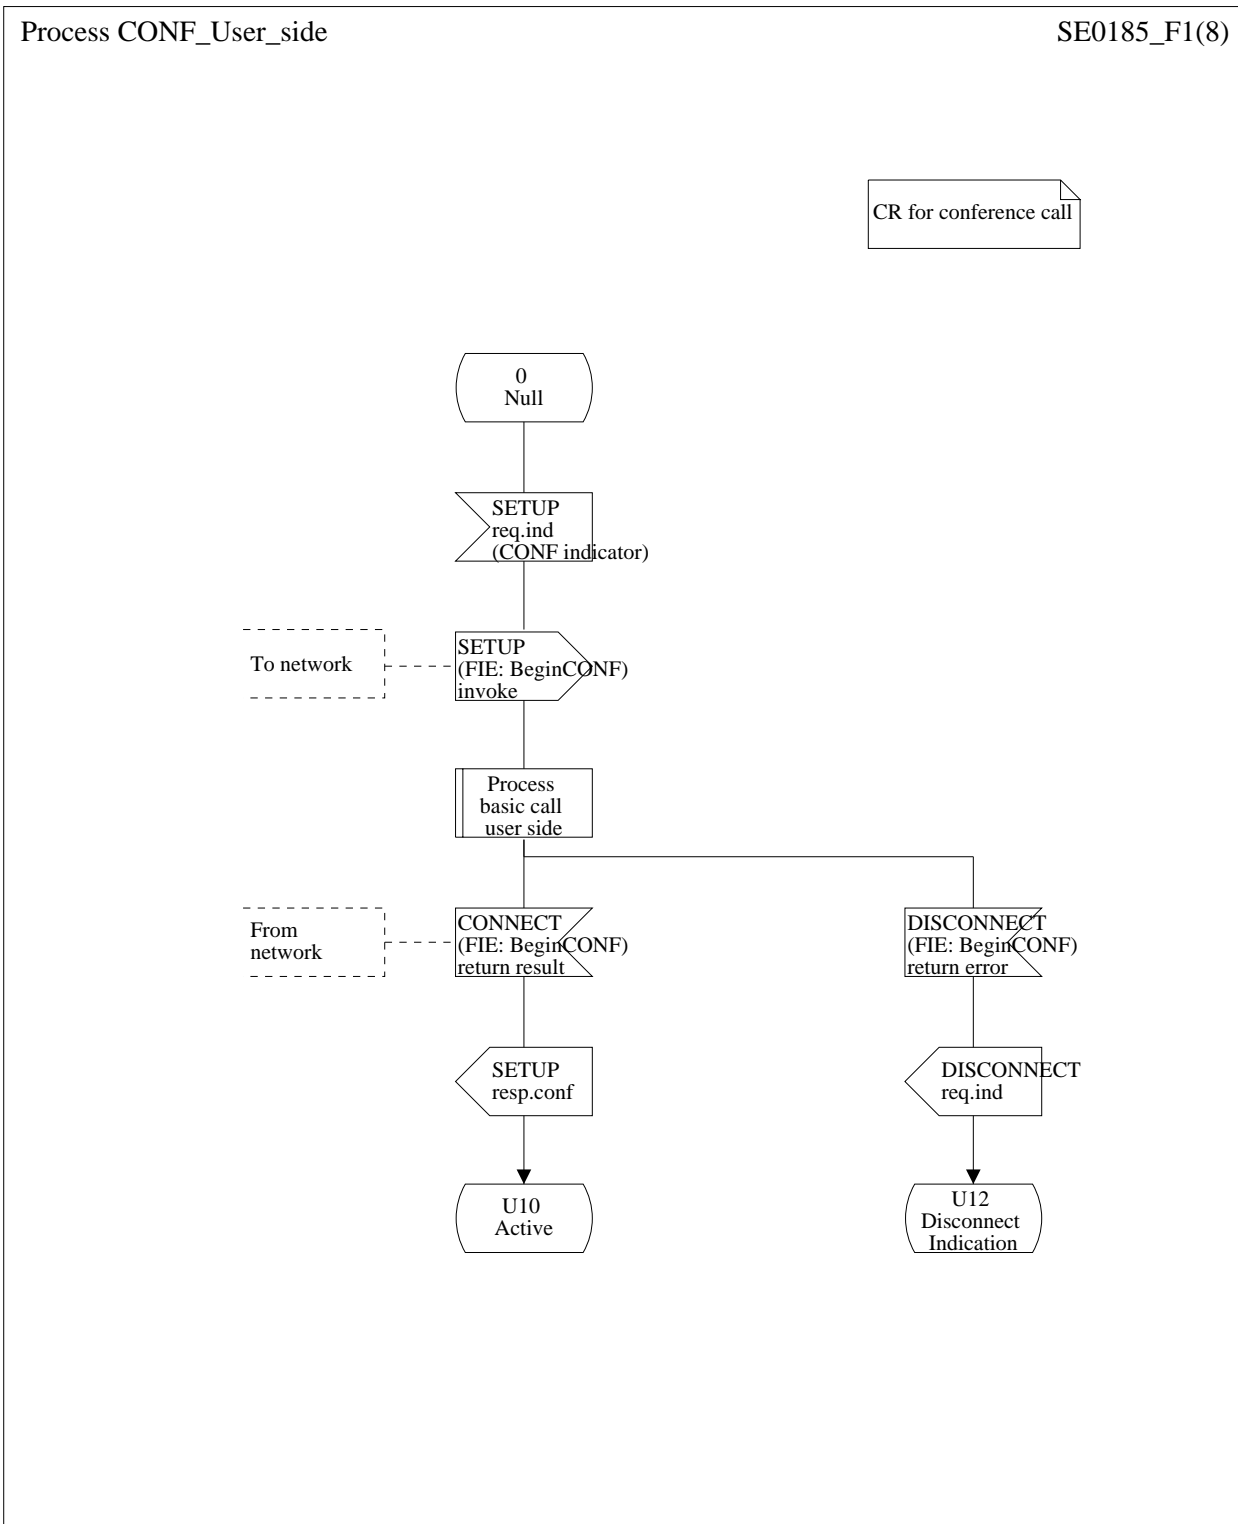 Process CONF_User_side
SE0185_F1(8)
CR for conference call
0
Null
SETUP
req.ind
(CONF indicator)
To network
SETUP
(FIE: BeginCONF)
invoke
Process
basic call
user side
From
network
CONNECT
(FIE: BeginCONF)
return result
DISCONNECT
(FIE: BeginCONF)
return error
SETUP
resp.conf
DISCONNECT
req.ind
U10
Active
U12
Disconnect
Indication